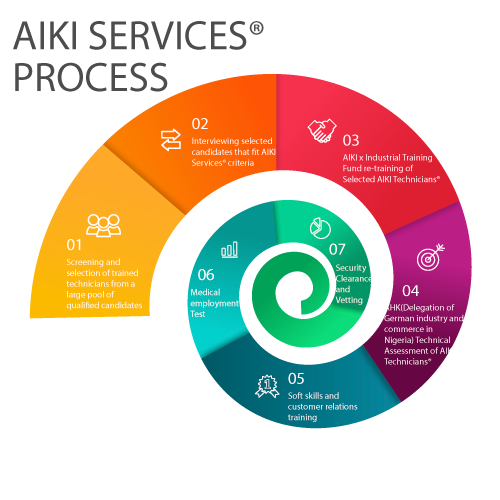 AIKI SERVICES®
PROCESS
01
Screening and
selection of trained
technicians from a
large pool of
qualified candidates
02
Interviewing selected
candidates that fit AIKI
Services® criteria
03
AIKI x Industrial Training
Fund re-training of
Selected AIKI Technicians®
04
AHK(Delegation of
German industry and
commerce in
Nigeria) Technical
Assessment of AIKI
Technicians®
05
Soft skills and
customer relations
training
06
Medical
employment
Test
07
Security
Clearance
and
Vetting
1